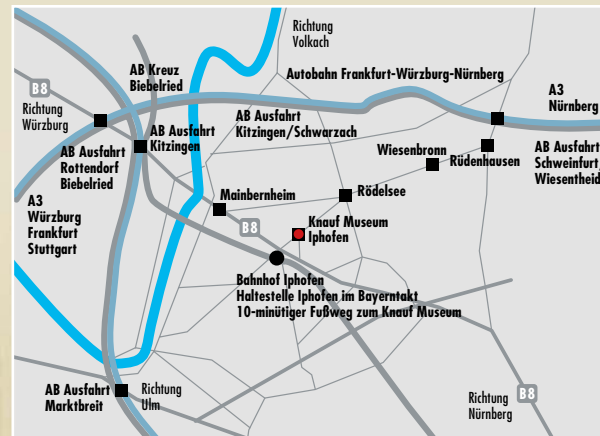 Richtung
Volkach
AB Kreuz
Biebelried
Autobahn Frankfurt-Würzburg-Nürnberg
B8
Richtung
Würzburg
A3
Nürnberg
AB Ausfahrt
Kitzingen/Schwarzach
AB Ausfahrt
Kitzingen
AB Ausfahrt
Rottendorf
Biebelried
Wiesenbronn
Rüdenhausen
AB Ausfahrt
Schweinfurt,
Wiesentheid
A3
Würzburg
Frankfurt
Stuttgart
Mainbernheim
Rödelsee
B8
Knauf Museum
Iphofen
Bahnhof Iphofen
Haltestelle Iphofen im Bayerntakt
10-minütiger Fußweg zum Knauf Museum
AB Ausfahrt
Marktbreit
Richtung
Ulm
Richtung
Nürnberg
B8